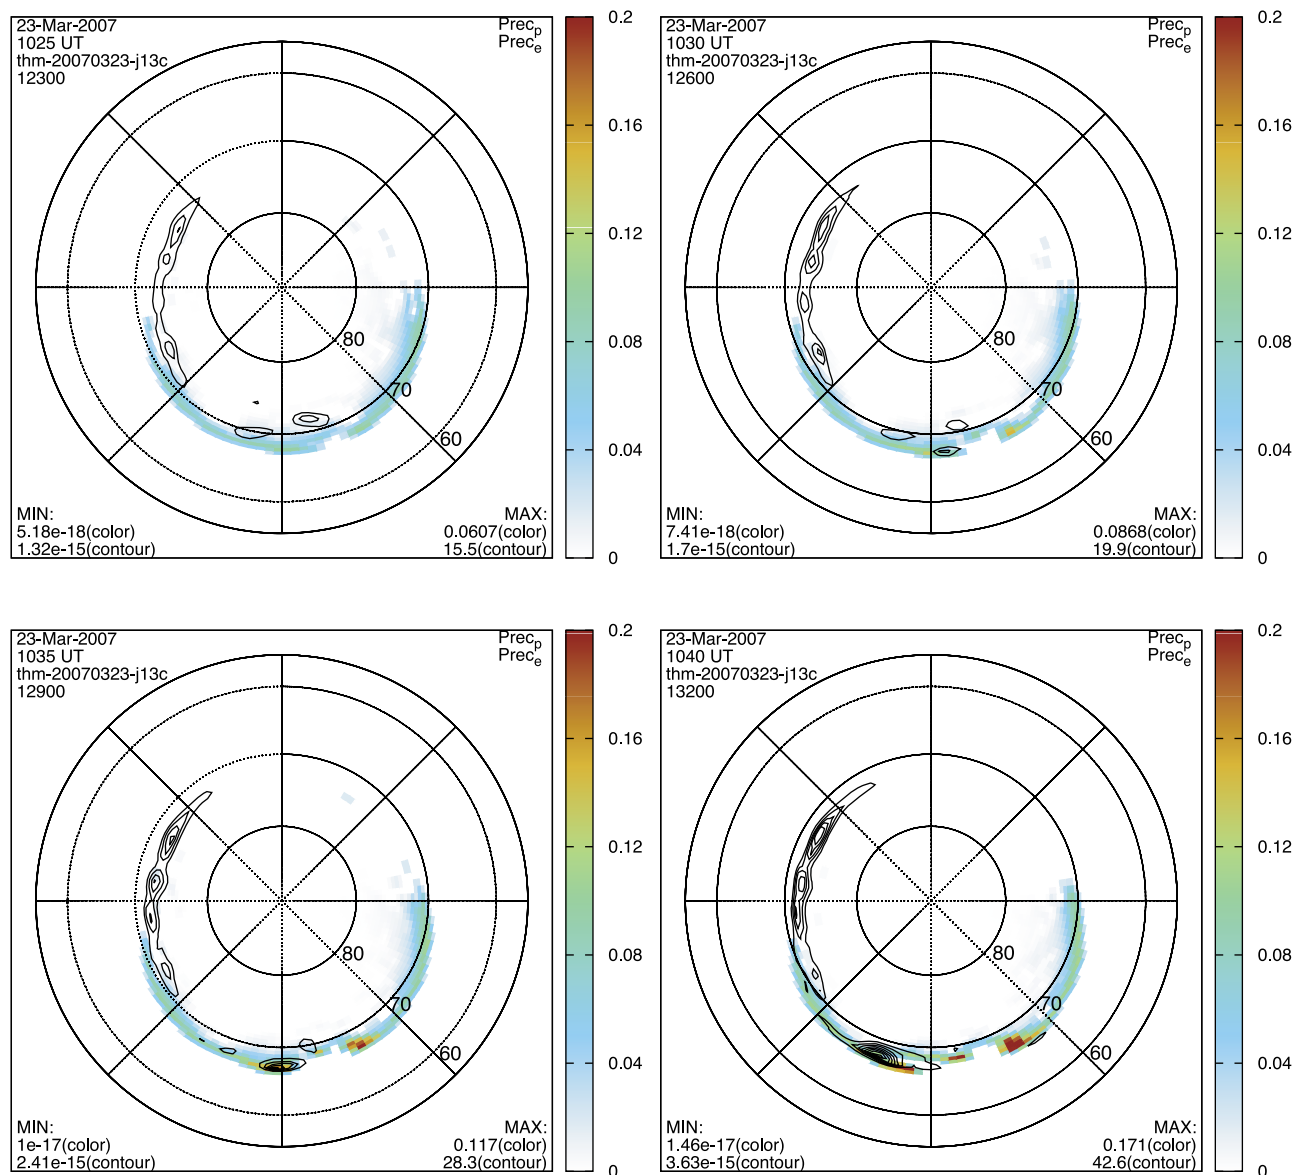 23-Mar-2007
1025 UT
thm-20070323-j13c
12300
Prec_p
Prec_e
80
70
60
MIN:
5.18e-18(color)
1.32e-15(contour)
MAX:
0.0607(color)
15.5(contour)
0.2
0.16
0.12
0.08
0.04
0
23-Mar-2007
1030 UT
thm-20070323-j13c
12600
Prec_p
Prec_e
80
70
60
MIN:
7.41e-18(color)
1.7e-15(contour)
MAX:
0.0868(color)
19.9(contour)
0.2
0.16
0.12
0.08
0.04
0
23-Mar-2007
1035 UT
thm-20070323-j13c
12900
Prec_p
Prec_e
80
70
60
MIN:
1e-17(color)
2.41e-15(contour)
MAX:
0.117(color)
28.3(contour)
0.2
0.16
0.12
0.08
0.04
0
23-Mar-2007
1040 UT
thm-20070323-j13c
13200
Prec_p
Prec_e
80
70
60
MIN:
1.46e-17(color)
3.63e-15(contour)
MAX:
0.171(color)
42.6(contour)
0.2
0.16
0.12
0.08
0.04
0